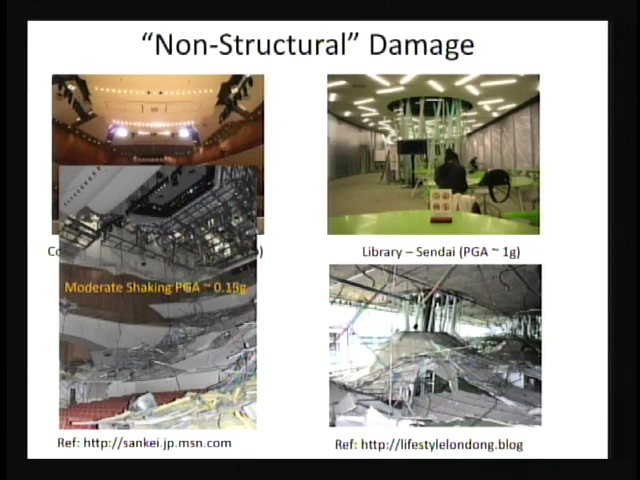 “Non-Structural” Damage
Library – Sendai (PGA ~ 1g)
Moderate Shaking PGA ~ 0.15g
Ref: http://sankei.jp.msn.com
Ref: http://lifestylelondong.blog